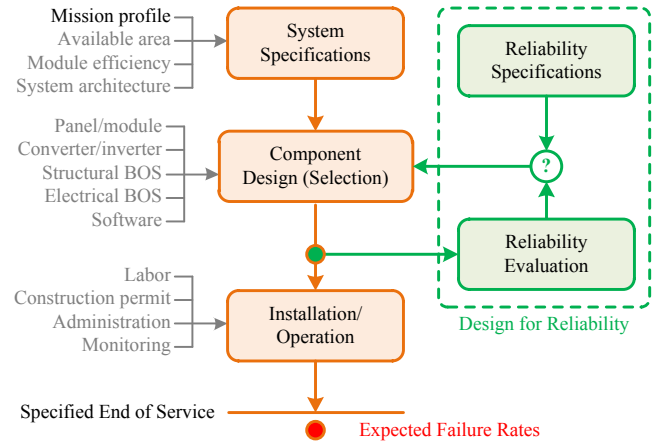 Mission profile
Available area
Module efficiency
System architecture
System
Specifications
Reliability
Specifications
Panel/module
Converter/inverter
Structural BOS
Electrical BOS
Software
Component
Design (Selection)
?
Reliability
Evaluation
Labor
Construction permit
Administration
Monitoring
Installation/
Operation
Design for Reliability
Specified End of Service
Expected Failure Rates